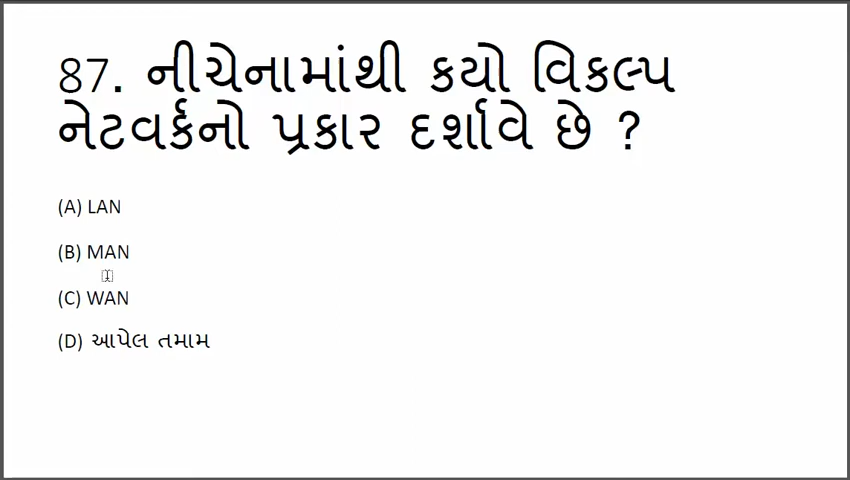 87. નીચેનામાંથી કયો વિકલ્પ
નેટવર્કનો પ્રકાર દર્શાવે છે ?
(A) LAN
(B) MAN
(C) WAN
(D) આપેલ તમામ